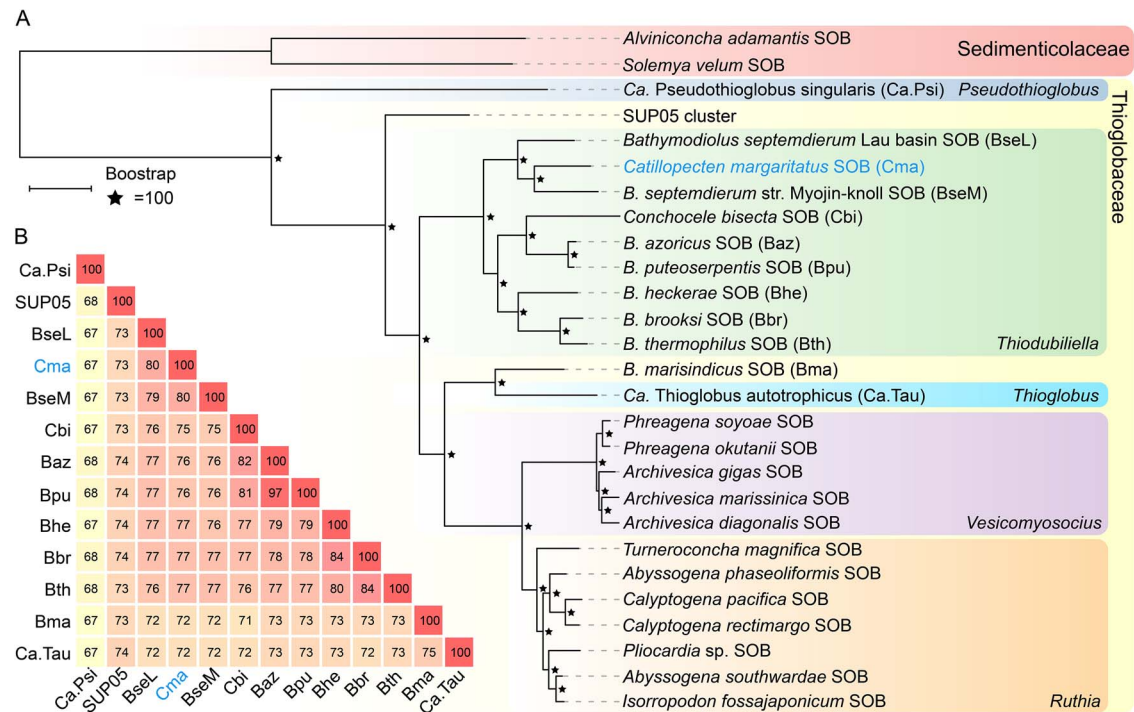 A
Alviniconcha adamantis SOB
Sedimenticolaceae
Solemya velum SOB
Ca. Pseudothioglobus singularis (Ca.Psi)
Pseudothioglobus
Thioglobaceae
SUP05 cluster
Bathymodiolus septemdierum Lau basin SOB (BseL)
Catillopecten margaritatus SOB (Cma)
B. septemdierum str. Myojin-knoll SOB (BseM)
Conchocele bisecta SOB (Cbi)
B. azoricus SOB (Baz)
B. puteoserpentis SOB (Bpu)
B. heckerae SOB (Bhe)
B. brooksi SOB (Bbr)
B. thermophilus SOB (Bth)
Thiodubiliella
B. marisindicus SOB (Bma)
Ca. Thioglobus autotrophicus (Ca.Tau)
Thioglobus
Phreagena soyoae SOB
Phreagena okutanii SOB
Archivesica gigas SOB
Archivesica marissinica SOB
Archivesica diagonalis SOB
Vesicomyosocius
Turneroconcha magnifica SOB
Abyssogena phaseoliformis SOB
Calyptogena pacifica SOB
Calyptogena rectimargo SOB
Pliocardia sp. SOB
Abyssogena southwardae SOB
Isorropodon fossajaponicum SOB
Ruthia
Boostrap
★ =100
B
Ca.Psi 100
SUP05 68 100
BseL 67 73 100
Cma 67 73 80 100
BseM 67 73 79 80 100
Cbi 67 73 76 75 75 100
Baz 68 74 77 76 76 82 100
Bpu 68 74 77 76 76 81 97 100
Bhe 67 74 77 77 76 77 79 79 100
Bbr 68 74 77 77 77 77 78 78 84 100
Bth 68 73 76 77 77 76 77 77 80 84 100
Bma 67 73 72 72 72 71 73 73 73 73 73 100
Ca.Tau 67 74 72 72 72 72 73 73 73 72 73 75 100
Ca.Psi SUP05 BseL Cma BseM Cbi Baz Bpu Bhe Bbr Bth Bma Ca.Tau